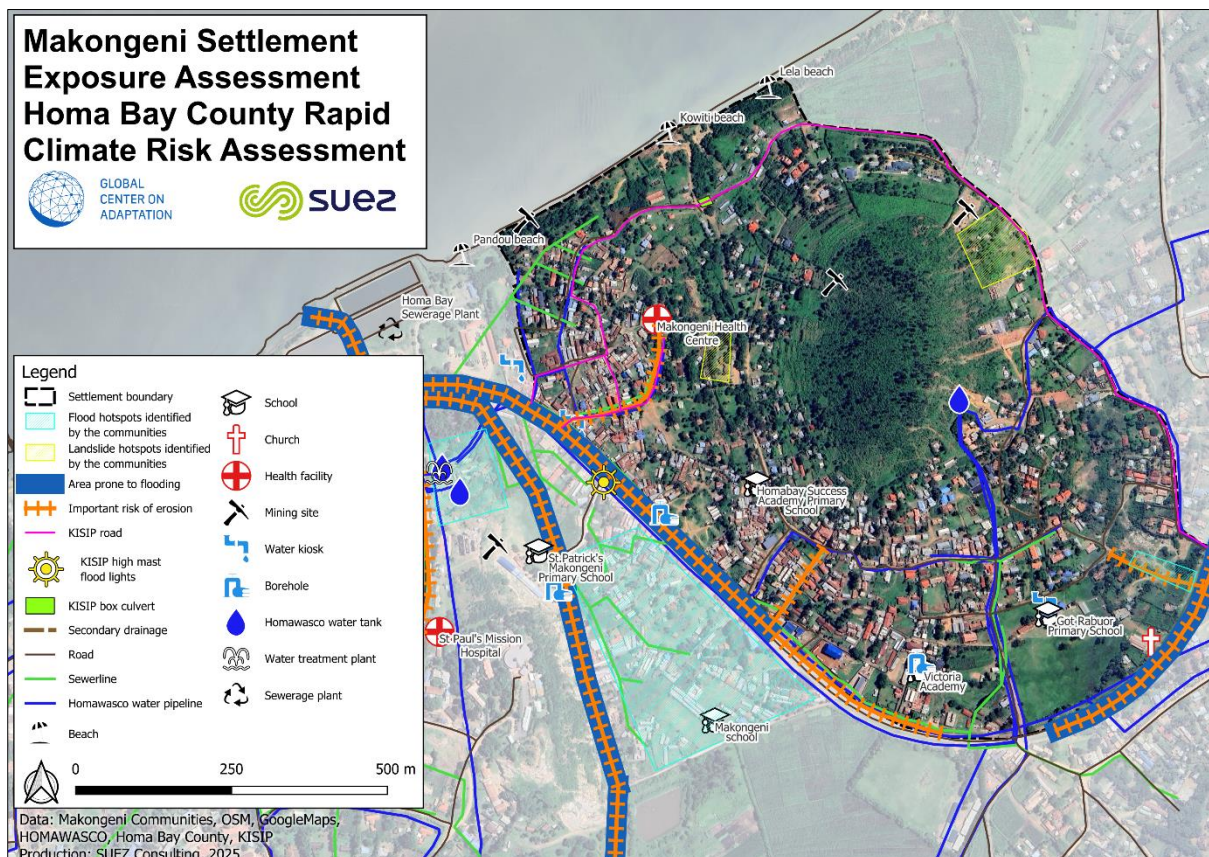 Makongeni Settlement
Exposure Assessment
Homa Bay County Rapid
Climate Risk Assessment
GLOBAL
CENTER ON
ADAPTATION
suez
Lela beach
Kowiti beach
Pandou beach
Homa Bay
Sewerage Plant
Makongeni Health
Centre
Homabay Success
Academy Primary
School
St.Patrick's
Makongeni
Primary School
St Paul's Mission
Hospital
Got Rabuor
Primary School
Victoria
Academy
Makongeni
school
Legend
Settlement boundary
Flood hotspots identified
by the communities
Landslide hotspots identified
by the communities
Area prone to flooding
Important risk of erosion
KISIP road
KISIP high mast
flood lights
KISIP box culvert
Secondary drainage
Road
Sewerline
Homawasco water pipeline
Beach
School
Church
Health facility
Mining site
Water kiosk
Borehole
Homawasco water tank
Water treatment plant
Sewerage plant
0 250 500 m
Data: Makongeni Communities, OSM, GoogleMaps,
HOMAWASCO, Homa Bay County, KISIP
Production: SUEZ Consulting, 2025